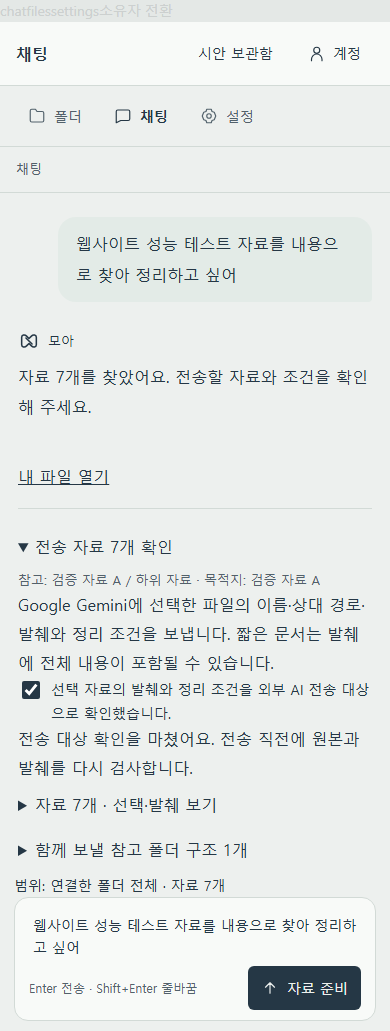 chatfilessettings소유자 전환
채팅 시안 보관함 계정
폴더 채팅 설정
채팅
웹사이트 성능 테스트 자료를 내용으
로 찾아 정리하고 싶어
모아
자료 7개를 찾았어요. 전송할 자료와 조건을 확인
해 주세요.
내 파일 열기
▼ 전송 자료 7개 확인
참고: 검증 자료 A / 하위 자료 · 목적지: 검증 자료 A
Google Gemini에 선택한 파일의 이름·상대 경로·
발췌와 정리 조건을 보냅니다. 짧은 문서는 발췌
에 전체 내용이 포함될 수 있습니다.
선택 자료의 발췌와 정리 조건을 외부 AI 전송 대상
으로 확인했습니다.
전송 대상 확인을 마쳤어요. 전송 직전에 원본과
발췌를 다시 검사합니다.
▶ 자료 7개 · 선택·발췌 보기
▶ 함께 보낼 참고 폴더 구조 1개
범위: 연결한 폴더 전체 · 자료 7개
웹사이트 성능 테스트 자료를 내용으로 찾아 정리하
고 싶어
Enter 전송 · Shift+Enter 줄바꿈 ↑ 자료 준비